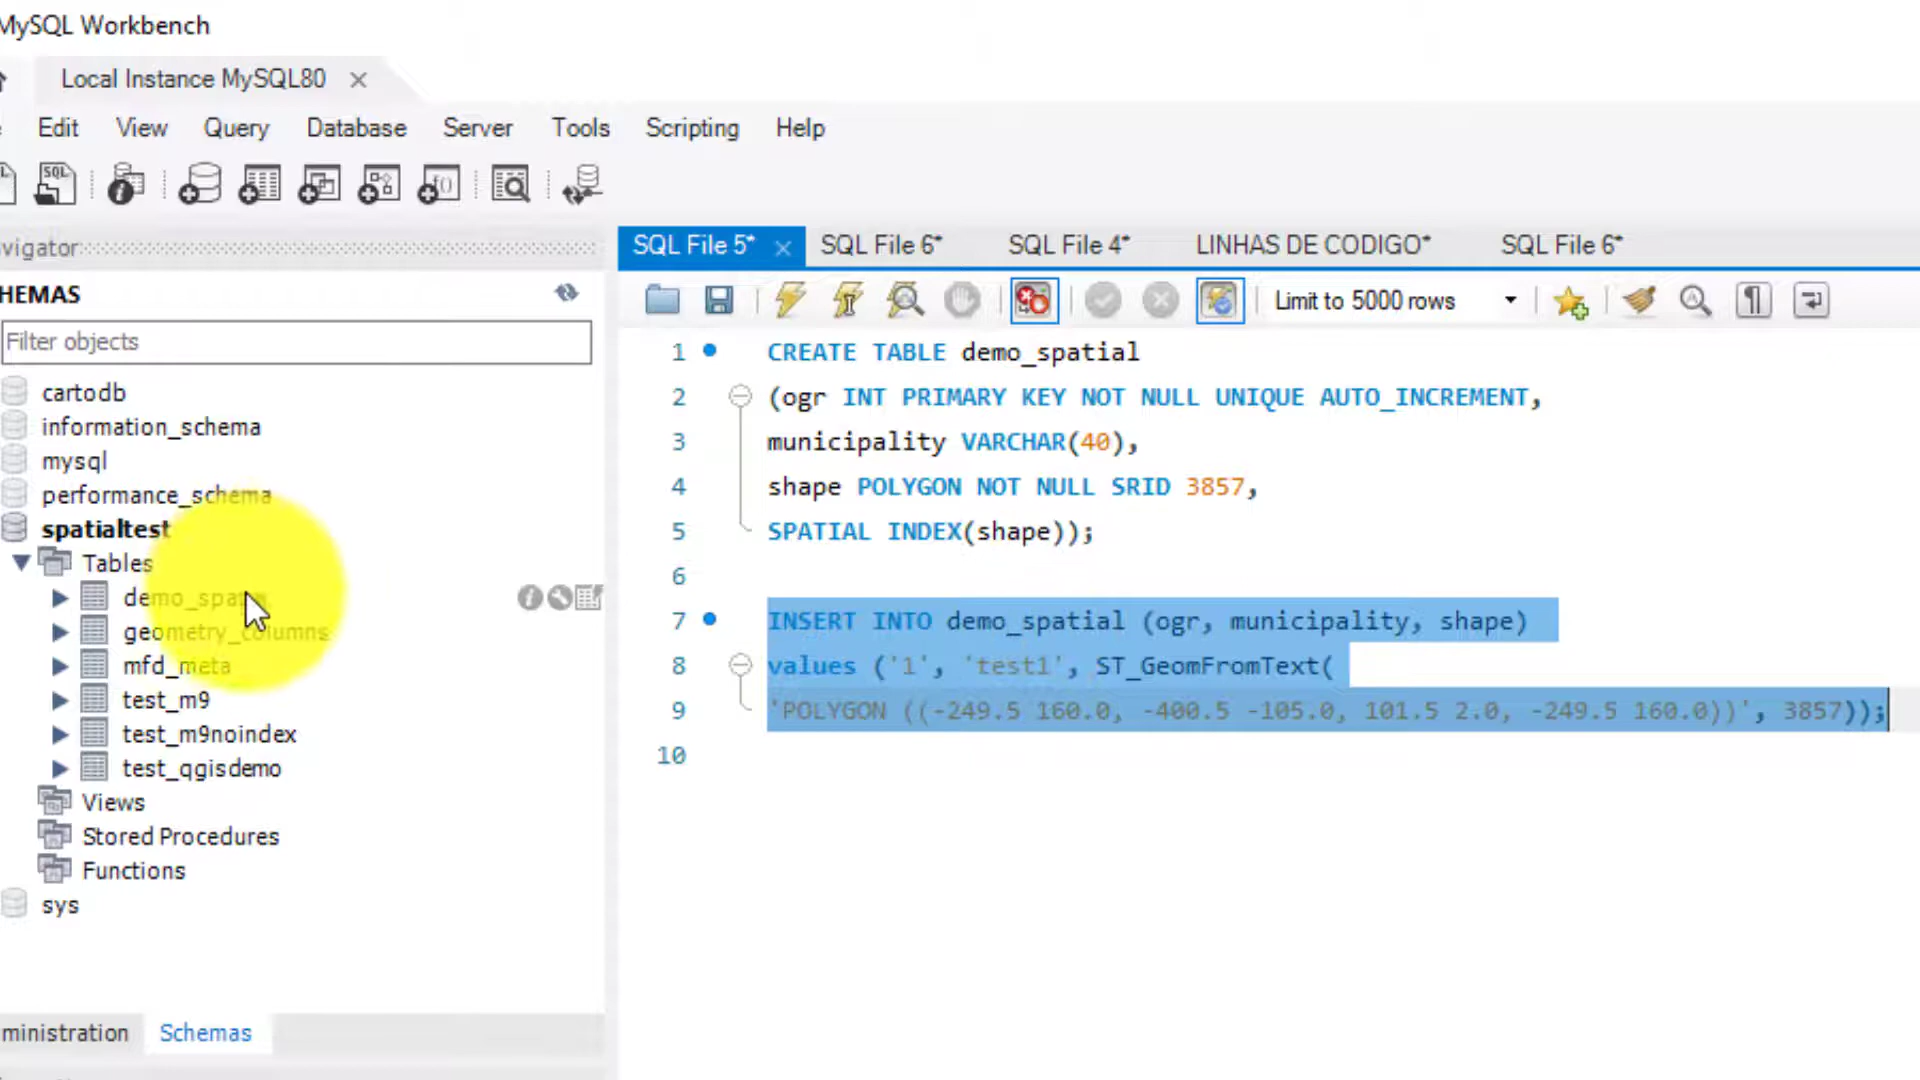 MySQL Workbench
Local Instance MySQL80
Edit View Query Database Server Tools Scripting Help
SQL
vigator
SQL File 5* SQL File 6* SQL File 4* LINHAS DE CODIGO* SQL File 6*
HEMAS
Limit to 5000 rows
Filter objects
cartodb
information_schema
mysql
performance_schema
spatialtest
Tables
geometry_columns
mfd_meta
test_m9
test_m9noindex
test_qgisdemo
Views
Stored Procedures
Functions
sys
ministration Schemas
1 CREATE TABLE demo_spatial
2 (ogr INT PRIMARY KEY NOT NULL UNIQUE AUTO_INCREMENT,
3 municipality VARCHAR(40),
4 shape POLYGON NOT NULL SRID 3857,
5 SPATIAL INDEX(shape));
6
7 INSERT INTO demo_spatial (ogr, municipality, shape)
8 values ('1', 'test1', ST_GeomFromText(
9 'POLYGON ((-249.5 160.0, -400.5 -105.0, 101.5 2.0, -249.5 160.0))', 3857));
10